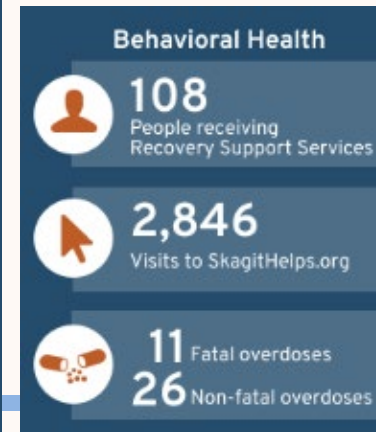 Behavioral Health
108
People receiving
Recovery Support Services
2,846
Visits to SkagitHelps.org
11 Fatal overdoses
26 Non-fatal overdoses